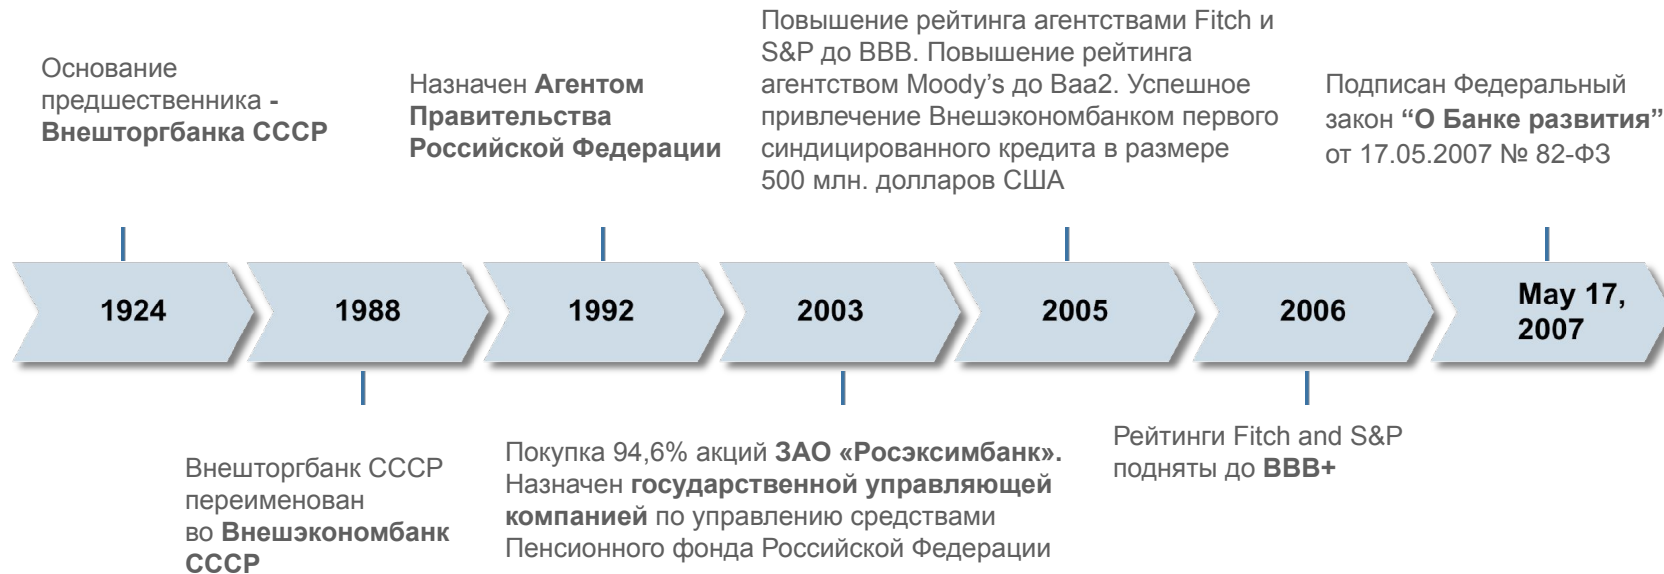 Основание
предшественника -
Внешторгбанка СССР
Назначен Агентом
Правительства
Российской Федерации
Повышение рейтинга агентствами Fitch и
S&P до BBB. Повышение рейтинга
агентством Moody's до Baa2. Успешное
привлечение Внешэкономбанком первого
синдицированного кредита в размере
500 млн. долларов США
Подписан Федеральный
закон “О Банке развития”
от 17.05.2007 № 82-ФЗ
1924
1988
1992
2003
2005
2006
May 17,
2007
Внешторгбанк СССР
переименован
во Внешэкономбанк
СССР
Покупка 94,6% акций ЗАО «Росэксимбанк».
Назначен государственной управляющей
компанией по управлению средствами
Пенсионного фонда Российской Федерации
Рейтинги Fitch and S&P
подняты до BBB+